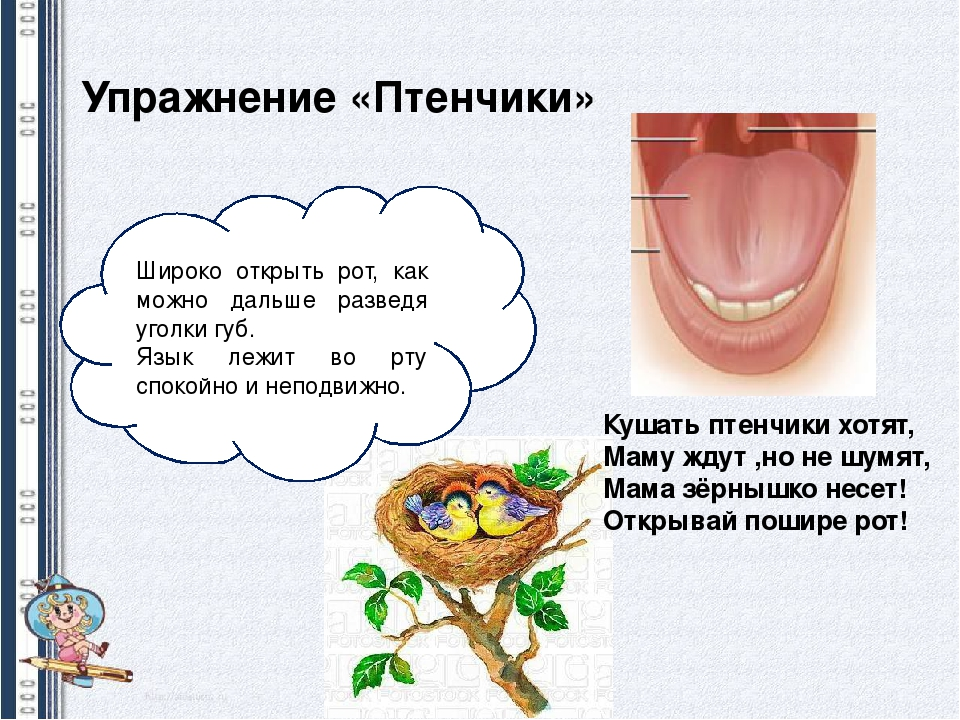 Упражнение «Птенчики»
Широко открыть рот, как
можно дальше разведя
уголки губ.
Язык лежит во рту
спокойно и неподвижно.
Кушать птенчики хотят,
Маму ждут ,но не шумят,
Мама зёрнышко несет!
Открывай пошире рот!